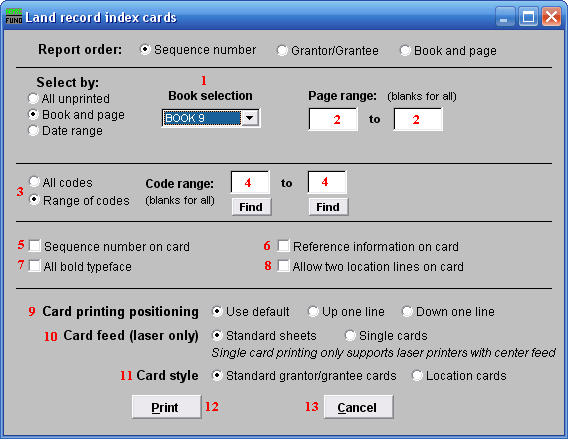 Land record index cards
FUND
Report order: Sequence number Grantor/Grantee Book and page
Select by: 1
All unprinted Book selection Page range: (blanks for all)
Book and page BOOK 9 2 to 2
Date range
3 All codes Code range: 4 to 4
Range of codes (blanks for all) Find Find
5 Sequence number on card 6 Reference information on card
7 All bold typeface 8 Allow two location lines on card
9 Card printing positioning Use default Up one line Down one line
10 Card feed (laser only) Standard sheets Single cards
Single card printing only supports laser printers with center feed
11 Card style Standard grantor/grantee cards Location cards
Print 12 13 Cancel